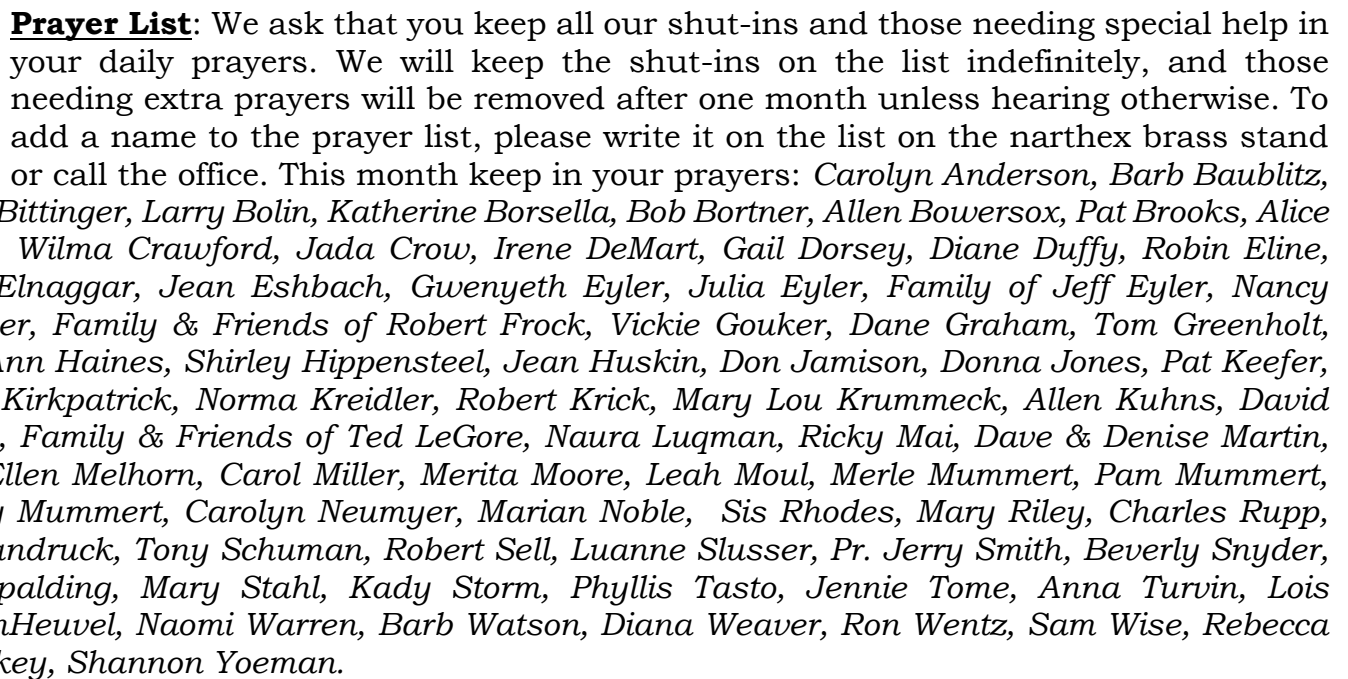 Prayer List: We ask that you keep all our shut-ins and those needing special help in
your daily prayers. We will keep the shut-ins on the list indefinitely, and those
needing extra prayers will be removed after one month unless hearing otherwise. To
add a name to the prayer list, please write it on the list on the narthex brass stand
or call the office. This month keep in your prayers: Carolyn Anderson, Barb Baublitz,
Bittinger, Larry Bolin, Katherine Borsella, Bob Bortner, Allen Bowersox, Pat Brooks, Alice
Wilma Crawford, Jada Crow, Irene DeMart, Gail Dorsey, Diane Duffy, Robin Eline,
Elnaggar, Jean Eshbach, Gwenyeth Eyler, Julia Eyler, Family of Jeff Eyler, Nancy
Family & Friends of Robert Frock, Vickie Gouker, Dane Graham, Tom Greenholt,
Ann Haines, Shirley Hippensteel, Jean Huskin, Don Jamison, Donna Jones, Pat Keefer,
Kirkpatrick, Norma Kreidler, Robert Krick, Mary Lou Krummeck, Allen Kuhns, David
, Family & Friends of Ted LeGore, Naura Luqman, Ricky Mai, Dave & Denise Martin,
Ellen Melhorn, Carol Miller, Merita Moore, Leah Moul, Merle Mummert, Pam Mummert,
Mummert, Carolyn Neumyer, Marian Noble, Sis Rhodes, Mary Riley, Charles Rupp,
Tony Schuman, Robert Sell, Luanne Slusser, Pr. Jerry Smith, Beverly Snyder,
Mary Stahl, Kady Storm, Phyllis Tasto, Jennie Tome, Anna Turvin, Lois
Naomi Warren, Barb Watson, Diana Weaver, Ron Wentz, Sam Wise, Rebecca
Shannon Yoeman.